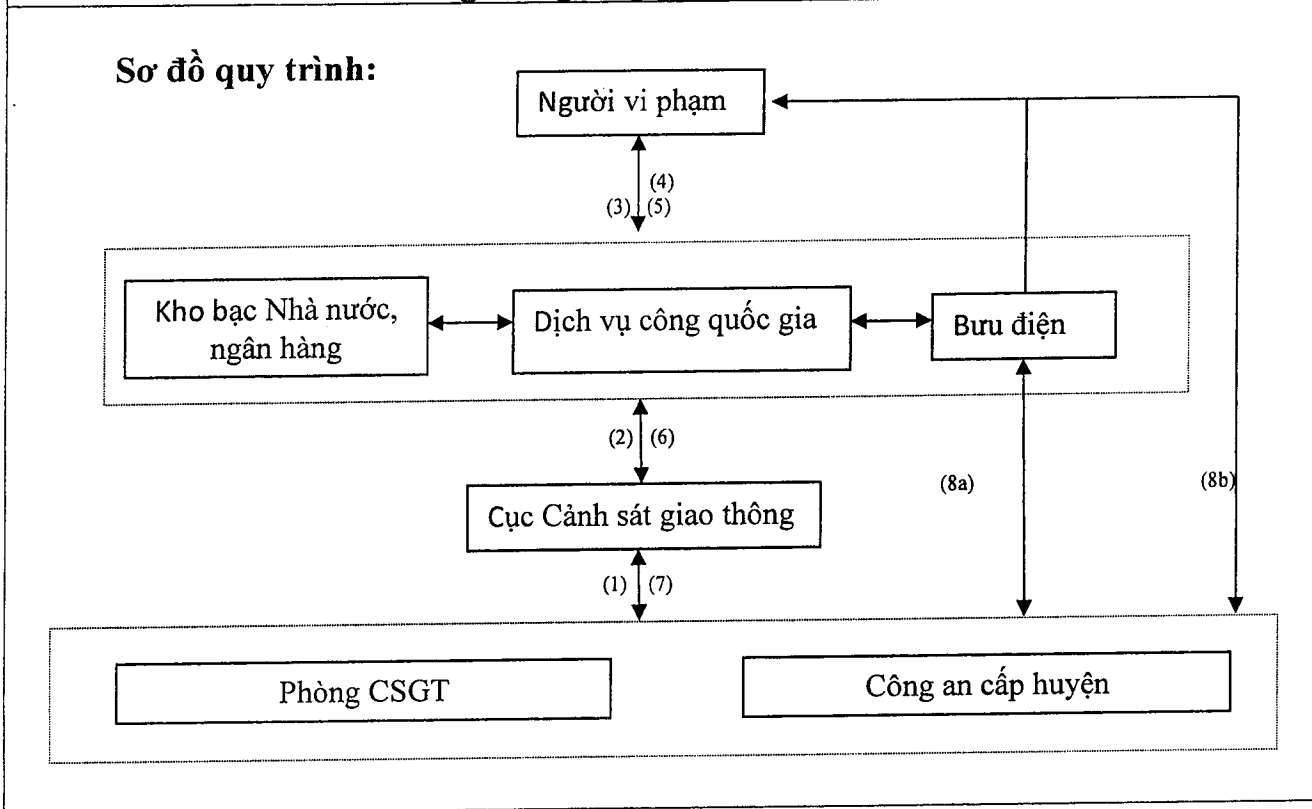 Sơ đồ quy trình:
Người vi phạm
(4)
(3) (5)
Kho bạc Nhà nước,
ngân hàng
Dịch vụ công quốc gia
Bưu điện
(2) (6)
(8a)
(8b)
Cục Cảnh sát giao thông
(1) (7)
Phòng CSGT
Công an cấp huyện